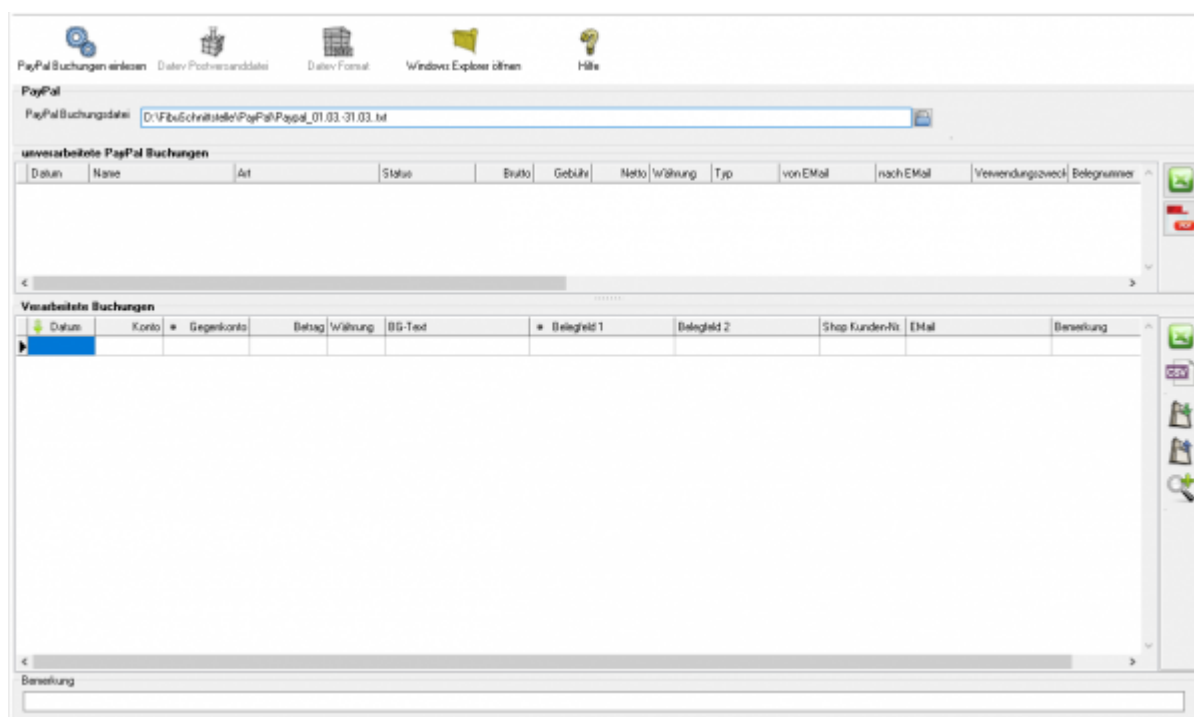 PayPal Buchungen einlesen Datev Postversanddatei Datev Format Windows Explorer öffnen Hilfe
PayPal
PayPal Buchungsdatei D:\FibuSchnittstelle\PayPal\Paypal_01.03.-31.03..txt
unverarbeitete PayPal Buchungen
Datum Name Art Status Brutto Gebühr Netto Währung Typ von EMail nach EMail Verwendungszweck Belegnummer
PDF
Verarbeitete Buchungen
Datum Konto * Gegenkonto Betrag Währung BG-Text * Belegfeld 1 Belegfeld 2 Shop Kunden-Nr. EMail Bemerkung
CSV
Bemerkung